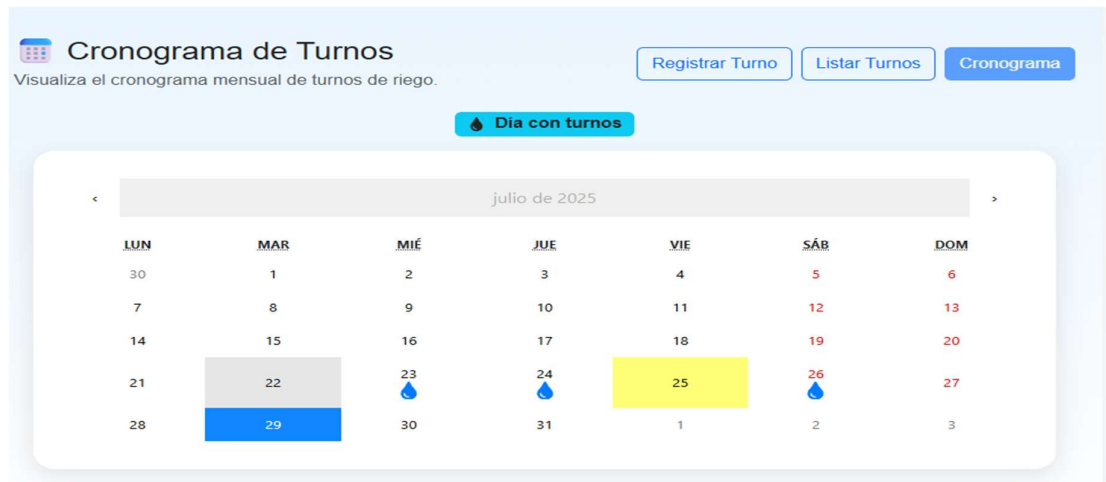 Cronograma de Turnos
Visualiza el cronograma mensual de turnos de riego.
Registrar Turno Listar Turnos Cronograma
Dia con turnos
‹ julio de 2025 ›
LUN MAR MIÉ JUE VIE SÁB DOM
30 1 2 3 4 5 6
7 8 9 10 11 12 13
14 15 16 17 18 19 20
21 22 23 24 25 26 27
28 29 30 31 1 2 3